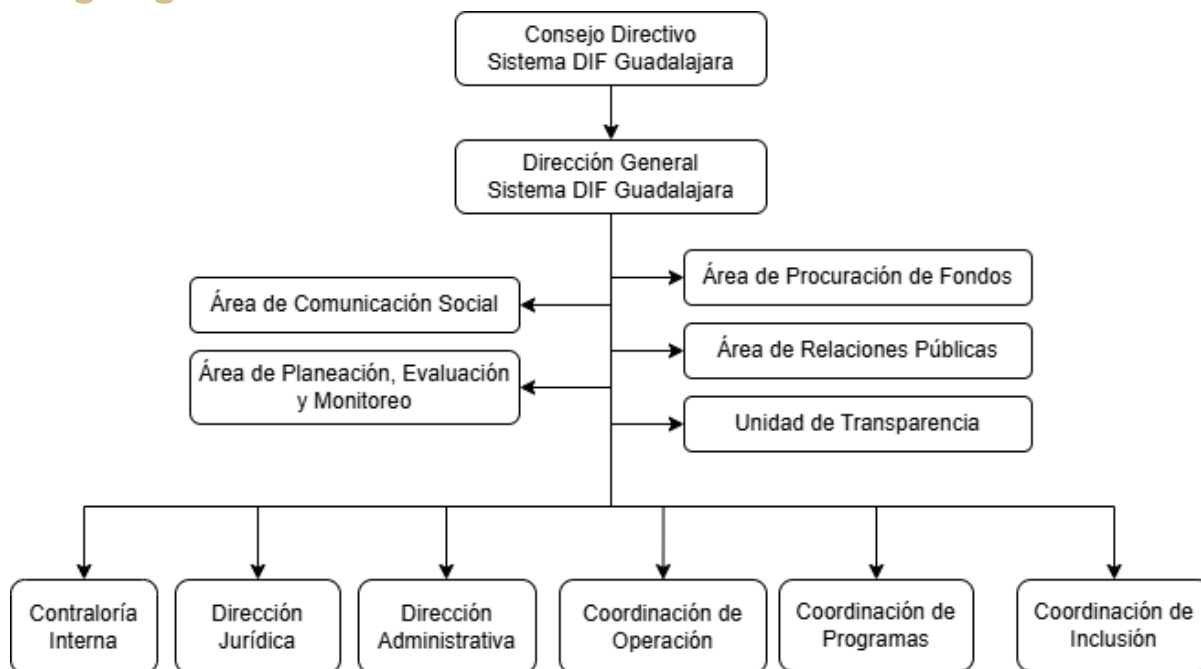 Consejo Directivo
Sistema DIF Guadalajara
Dirección General
Sistema DIF Guadalajara
Área de Procuración de Fondos
Área de Comunicación Social
Área de Relaciones Públicas
Área de Planeación, Evaluación
y Monitoreo
Unidad de Transparencia
Contraloría
Interna
Dirección
Jurídica
Dirección
Administrativa
Coordinación de
Operación
Coordinación de
Programas
Coordinación de
Inclusión